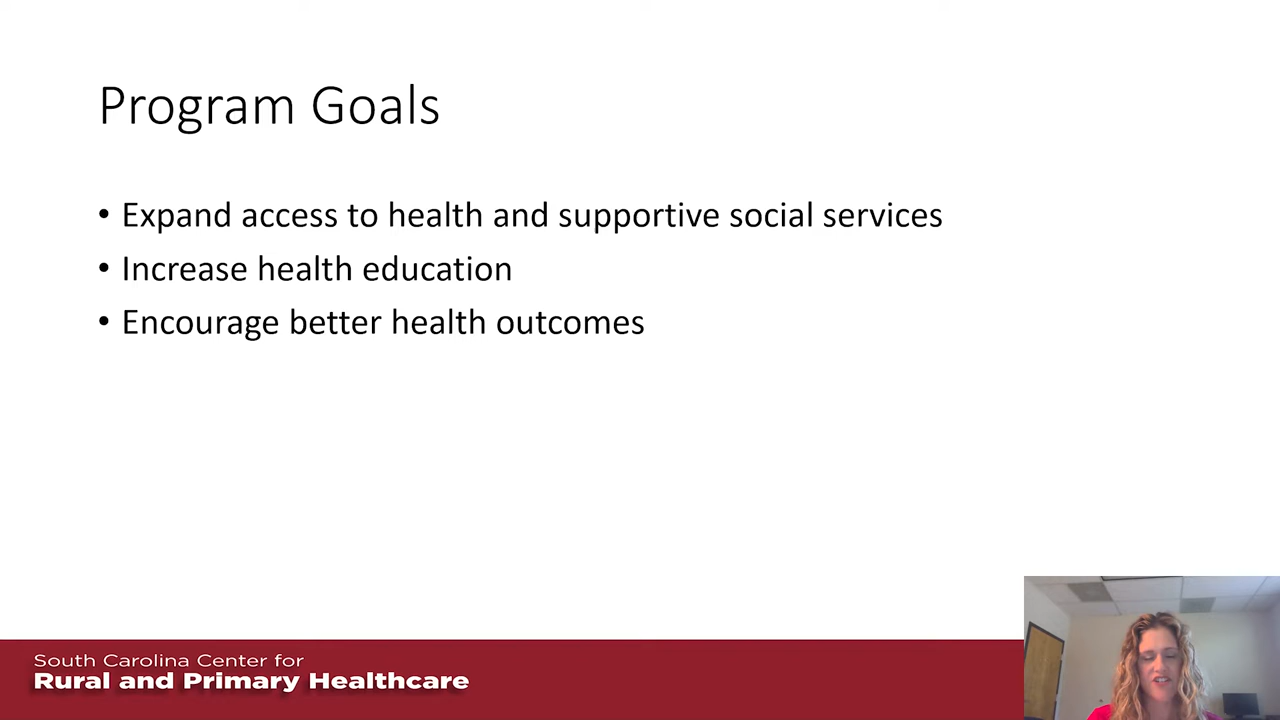 Program Goals
• Expand access to health and supportive social services
• Increase health education
• Encourage better health outcomes
South Carolina Center for
Rural and Primary Healthcare